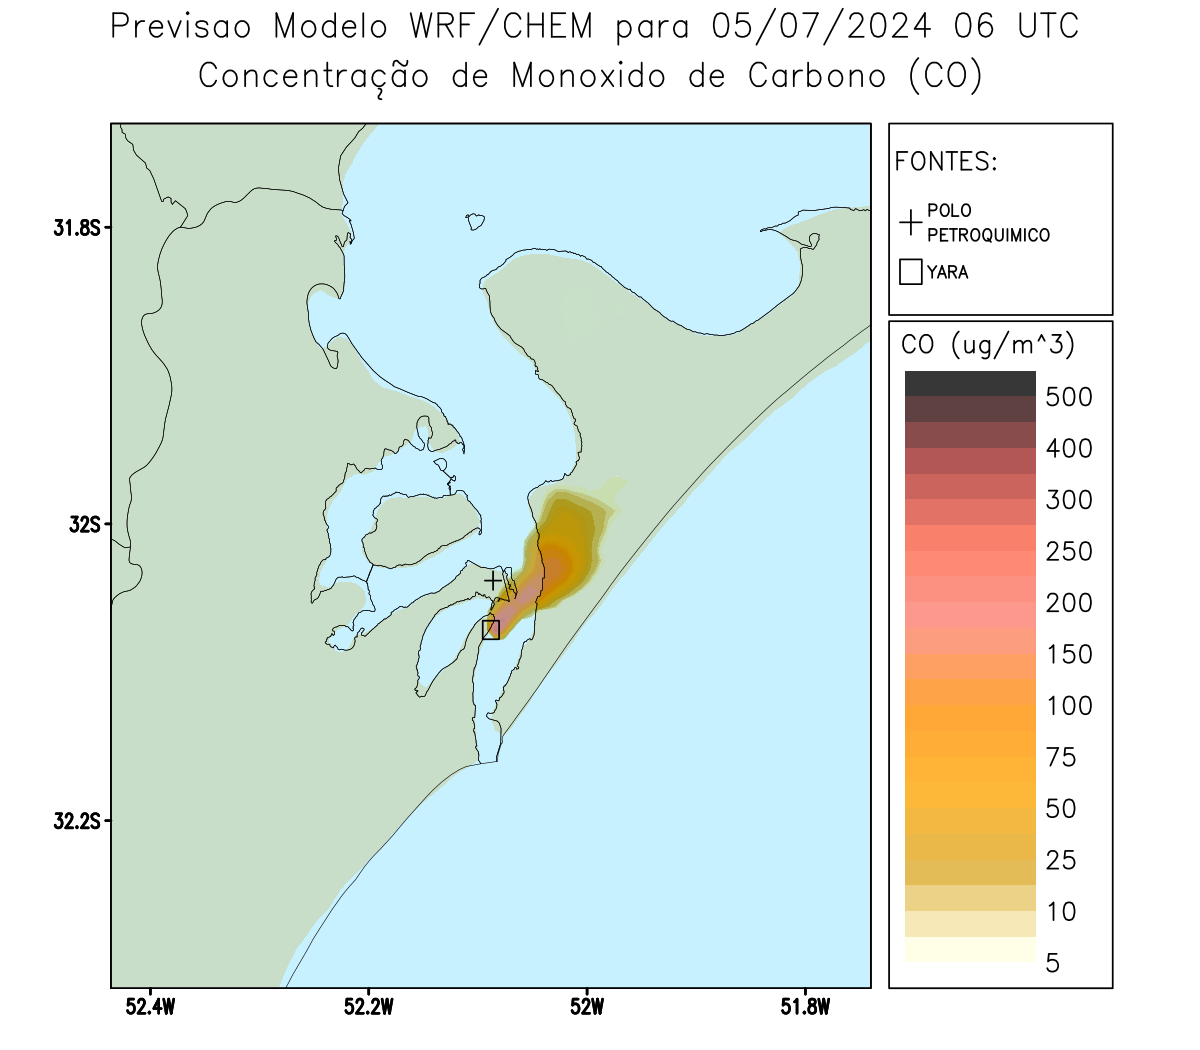 Previsao Modelo WRF/CHEM para 05/07/2024 06 UTC
Concentração de Monoxido de Carbono (CO)
FONTES:
POLO
PETROQUIMICO
YARA
31.8S
32S
32.2S
52.4W
52.2W
52W
51.8W
CO (ug/m^3)
500
400
300
250
200
150
100
75
50
25
10
5